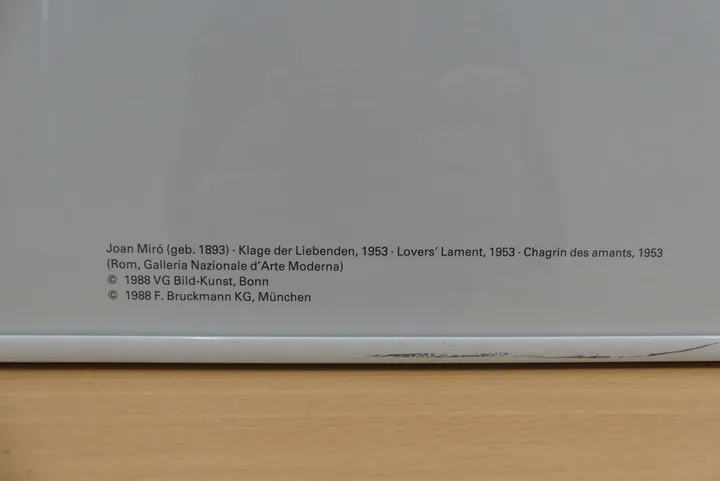 Joan Miró (geb. 1893) · Klage der Liebenden, 1953 · Lovers' Lament, 1953 · Chagrin des amants, 1953
(Rom, Galleria Nazionale d'Arte Moderna)
© 1988 VG Bild-Kunst, Bonn
© 1988 F. Bruckmann KG, München